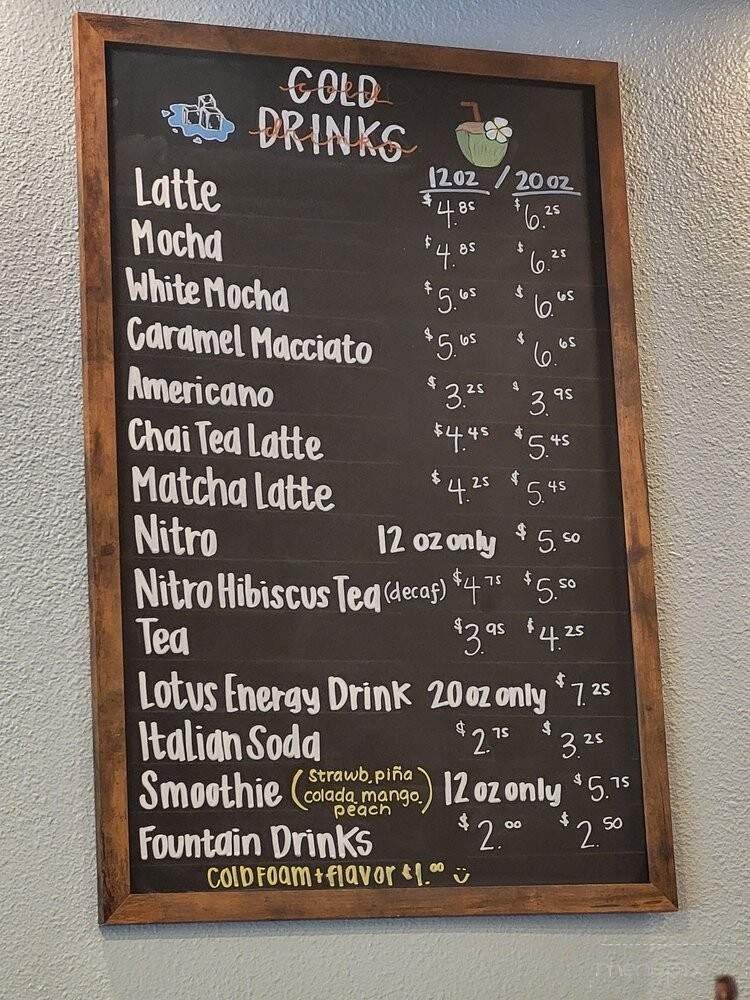 COLD
cold
DRINKS
drinks
12oz / 20oz
Latte $4.85 $6.25
Mocha $4.85 $6.25
White Mocha $5.65 $6.65
Caramel Macciato $5.65 $6.65
Americano $3.25 $3.95
Chai Tea Latte $4.45 $5.45
Matcha Latte $4.25 $5.45
Nitro 12 oz only $5.50
Nitro Hibiscus Tea (decaf) $4.75 $5.50
Tea $3.95 $4.25
Lotus Energy Drink 20oz only $7.25
Italian Soda $2.75 $3.25
Smoothie (strawb, piña colada, mango, peach) 12 oz only $5.75
Fountain Drinks $2.00 $2.50
Cold Foam + flavor $1.00